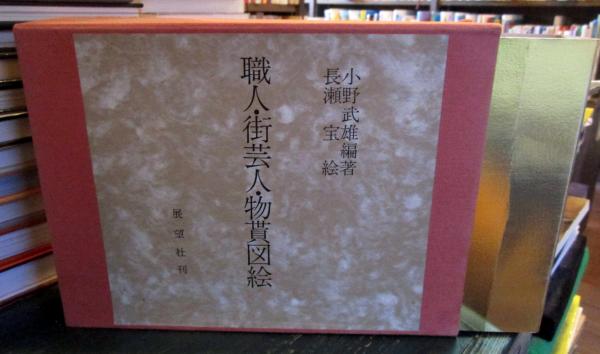 小野武雄編著
長瀬宝絵
職人・街芸人・物貰図絵
展望社刊